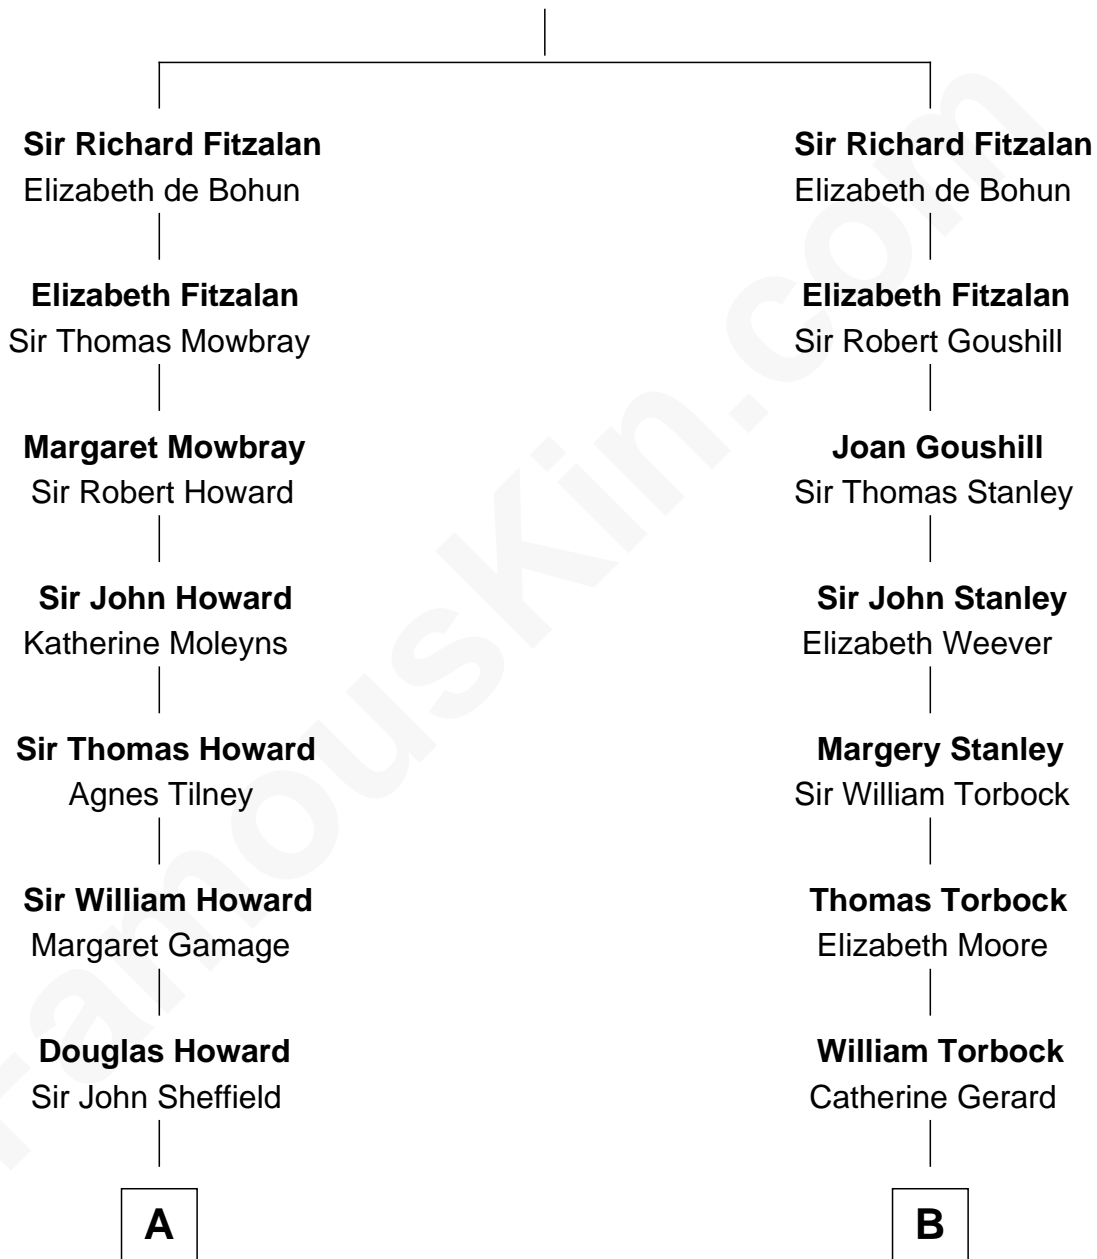 Sir Richard Fitzalan
Elizabeth de Bohun
Elizabeth Fitzalan
Sir Thomas Mowbray
Margaret Mowbray
Sir Robert Howard
Sir John Howard
Katherine Moleyns
Sir Thomas Howard
Agnes Tilney
Sir William Howard
Margaret Gamage
Douglas Howard
Sir John Sheffield
A
Sir Richard Fitzalan
Elizabeth de Bohun
Elizabeth Fitzalan
Sir Robert Goushill
Joan Goushill
Sir Thomas Stanley
Sir John Stanley
Elizabeth Weever
Margery Stanley
Sir William Torbock
Thomas Torbock
Elizabeth Moore
William Torbock
Catherine Gerard
B
FamousKin.com